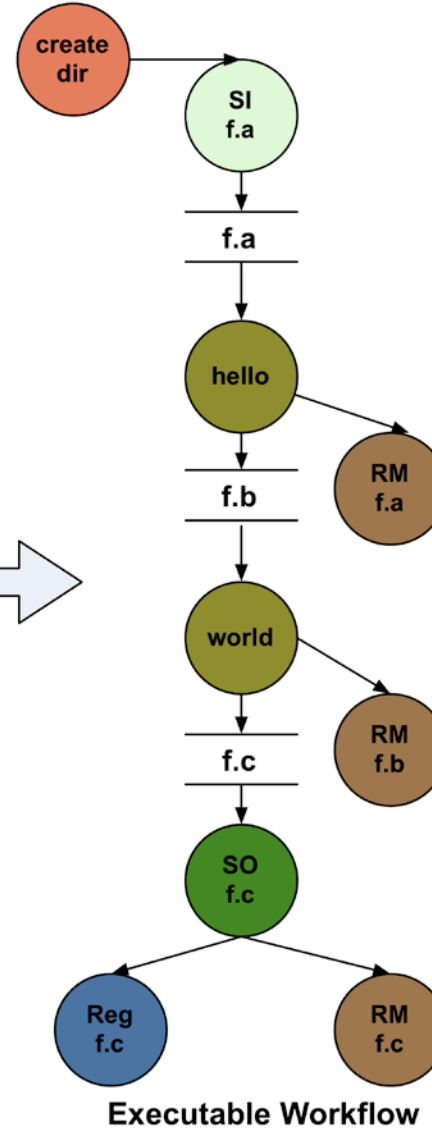 create
dir
SI
f.a
f.a
hello
RM
f.a
f.b
world
RM
f.b
f.c
SO
f.c
Reg
f.c
RM
f.c
Executable Workflow